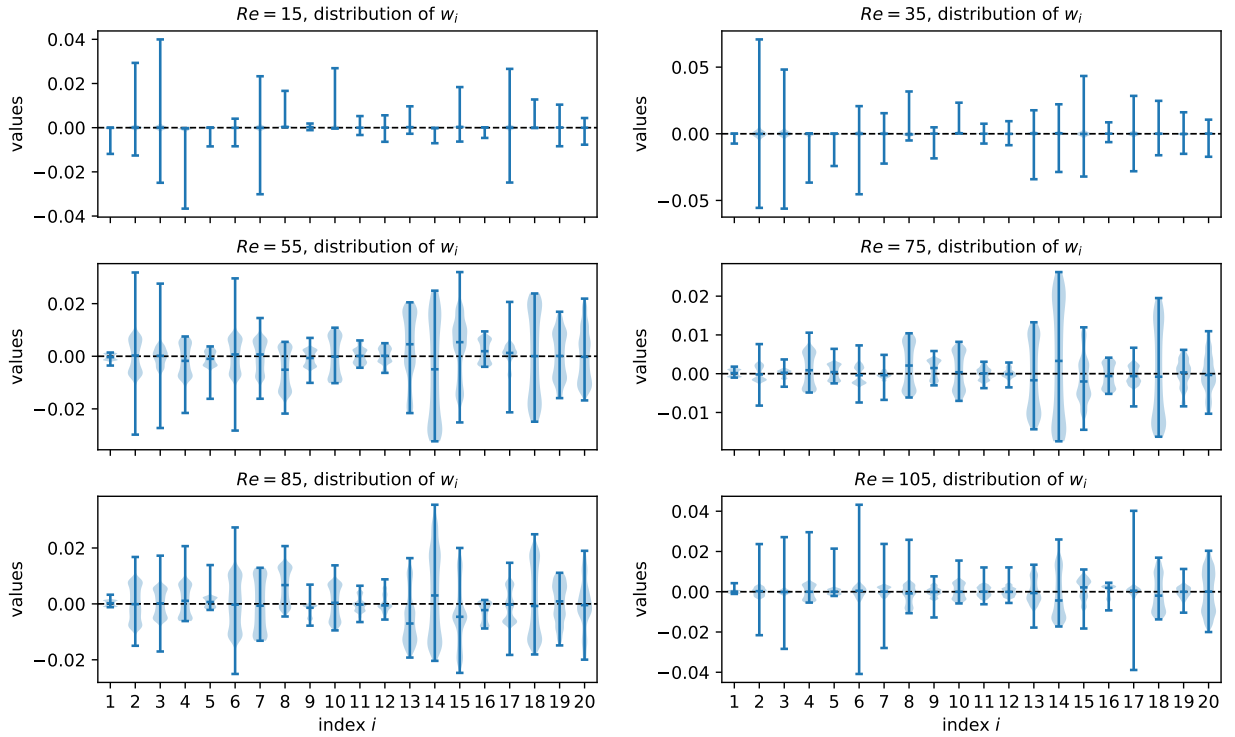 Re = 15, distribution of w_i
values
0.04
0.02
0.00
−0.02
−0.04
Re = 35, distribution of w_i
values
0.05
0.00
−0.05
Re = 55, distribution of w_i
values
0.02
0.00
−0.02
Re = 75, distribution of w_i
values
0.02
0.01
0.00
−0.01
Re = 85, distribution of w_i
values
0.02
0.00
−0.02
1 2 3 4 5 6 7 8 9 10 11 12 13 14 15 16 17 18 19 20
index i
Re = 105, distribution of w_i
values
0.04
0.02
0.00
−0.02
−0.04
1 2 3 4 5 6 7 8 9 10 11 12 13 14 15 16 17 18 19 20
index i